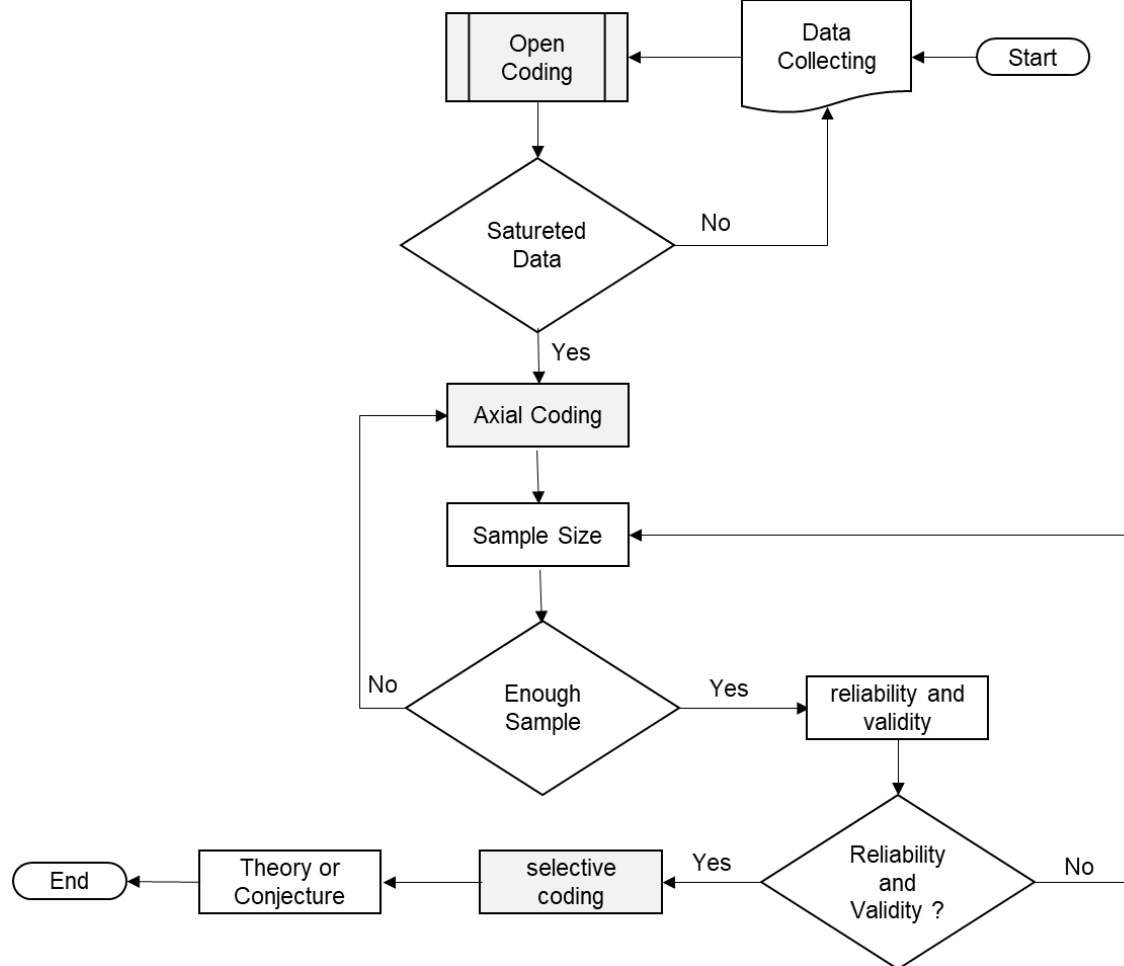 Start
Data
Collecting
Open
Coding
Satureted
Data
No
Yes
Axial Coding
Sample Size
Enough
Sample
No
Yes
reliability and
validity
Reliability
and
Validity ?
No
Yes
selective
coding
Theory or
Conjecture
End